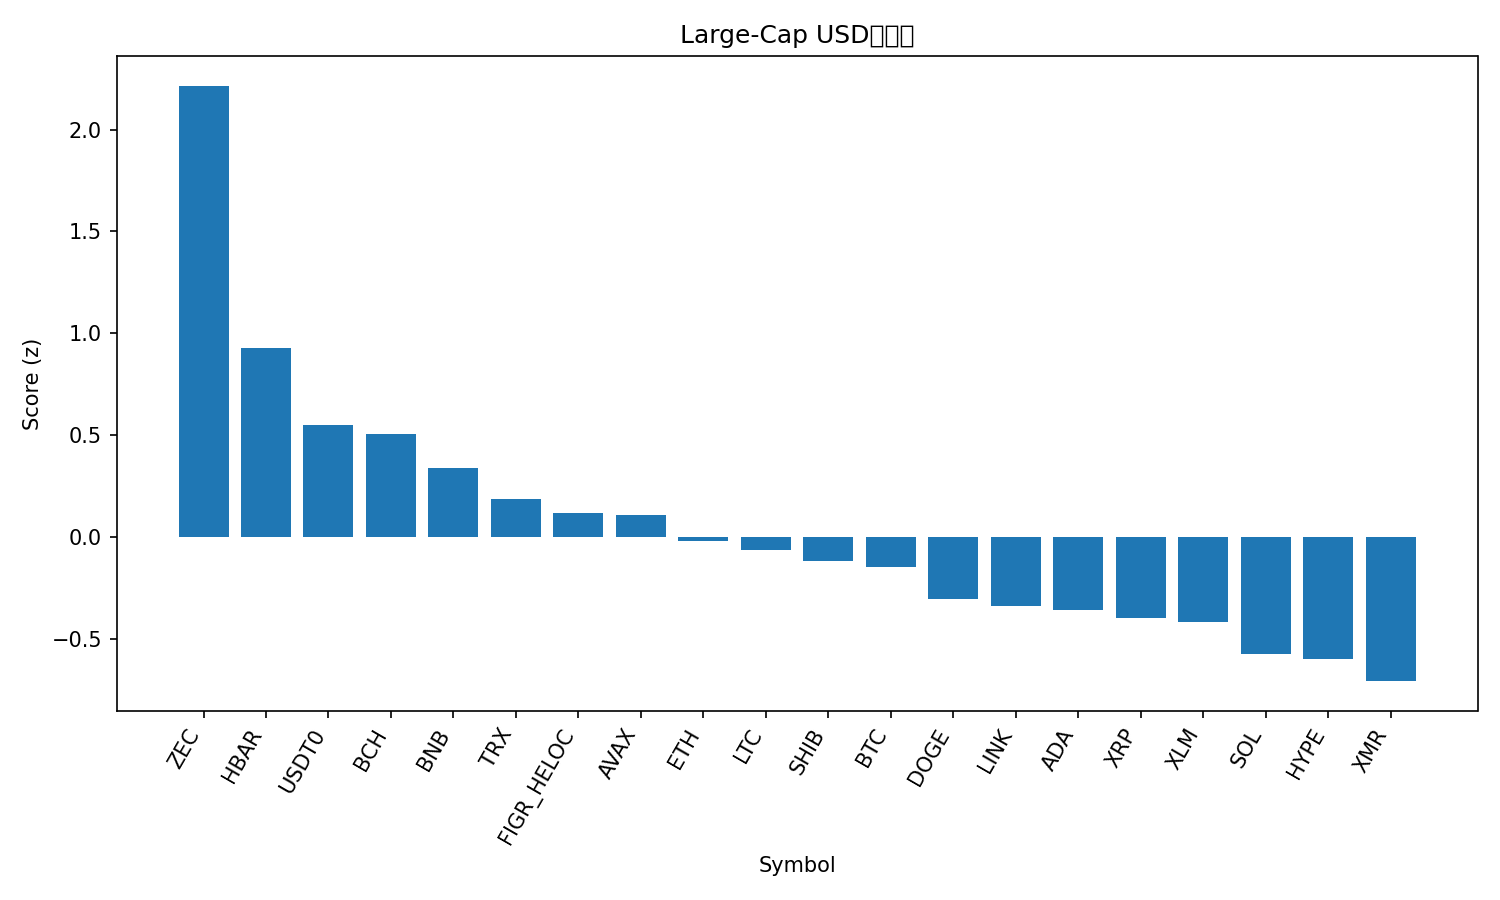 Large-Cap USD
Score (z)
2.0
1.5
1.0
0.5
0.0
−0.5
ZEC
HBAR
USDT0
BCH
BNB
TRX
FIGR_HELOC
AVAX
ETH
LTC
SHIB
BTC
DOGE
LINK
ADA
XRP
XLM
SOL
HYPE
XMR
Symbol